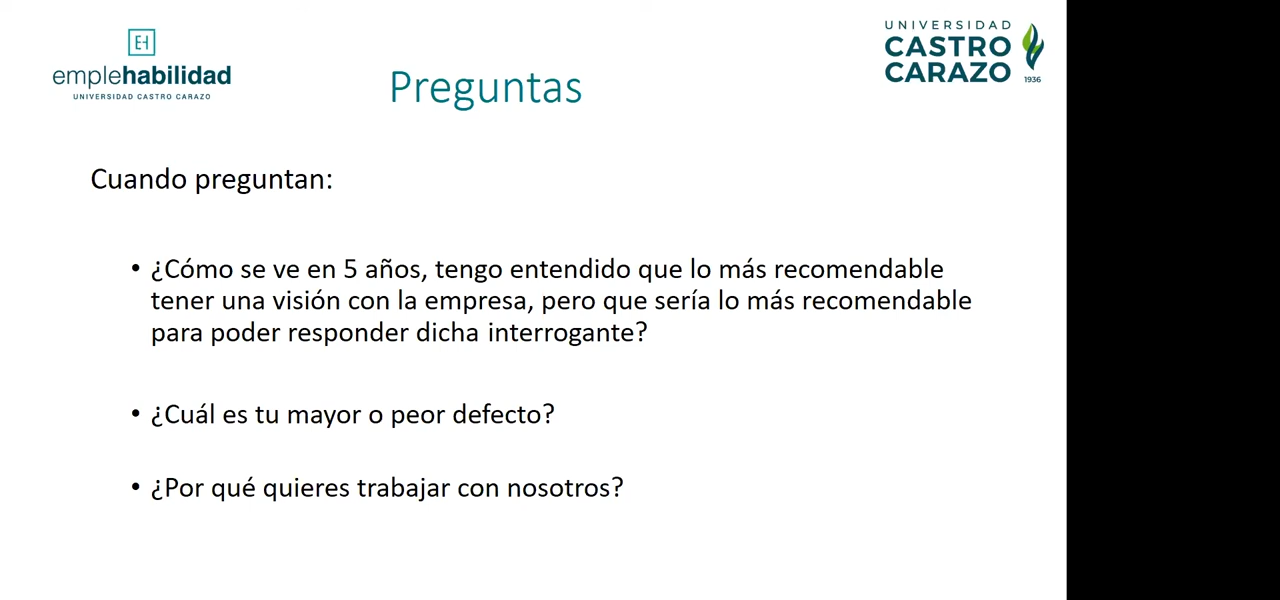 EH
emplehabilidad
UNIVERSIDAD CASTRO CARAZO
Preguntas
UNIVERSIDAD
CASTRO
CARAZO
1936
Cuando preguntan:
• ¿Cómo se ve en 5 años, tengo entendido que lo más recomendable
tener una visión con la empresa, pero que sería lo más recomendable
para poder responder dicha interrogante?
• ¿Cuál es tu mayor o peor defecto?
• ¿Por qué quieres trabajar con nosotros?